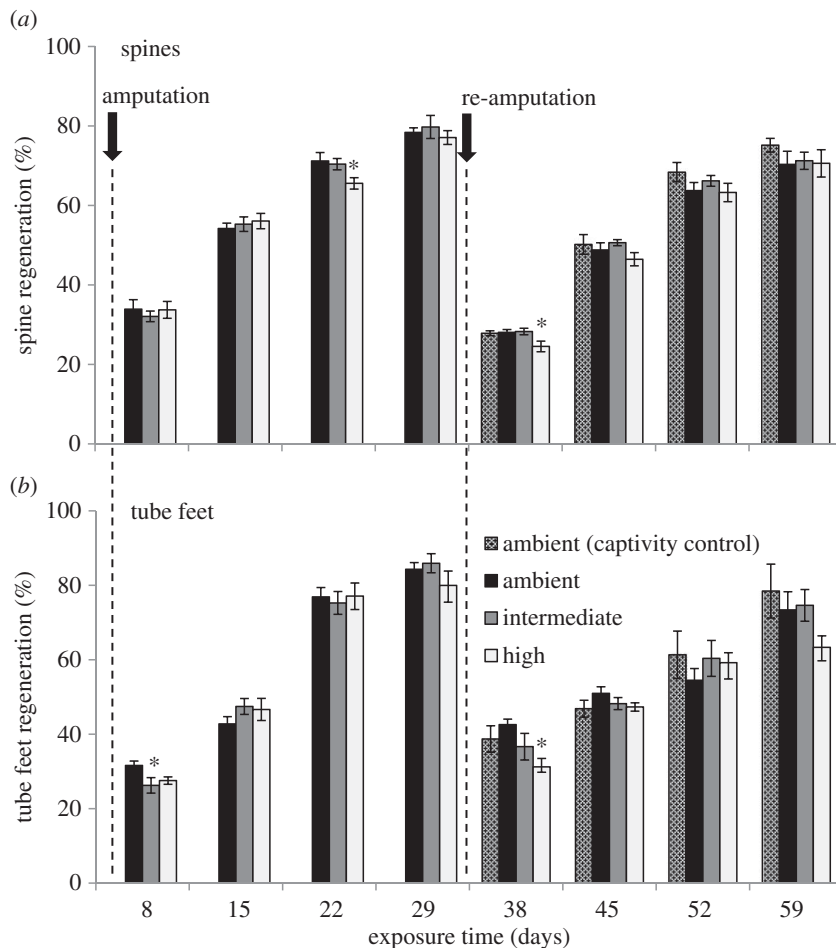 (a)
spines
amputation
re-amputation
*
*
100
80
60
40
20
0
spine regeneration (%)
(b)
tube feet
ambient (captivity control)
ambient
intermediate
high
*
*
100
80
60
40
20
0
tube feet regeneration (%)
8 15 22 29 38 45 52 59
exposure time (days)